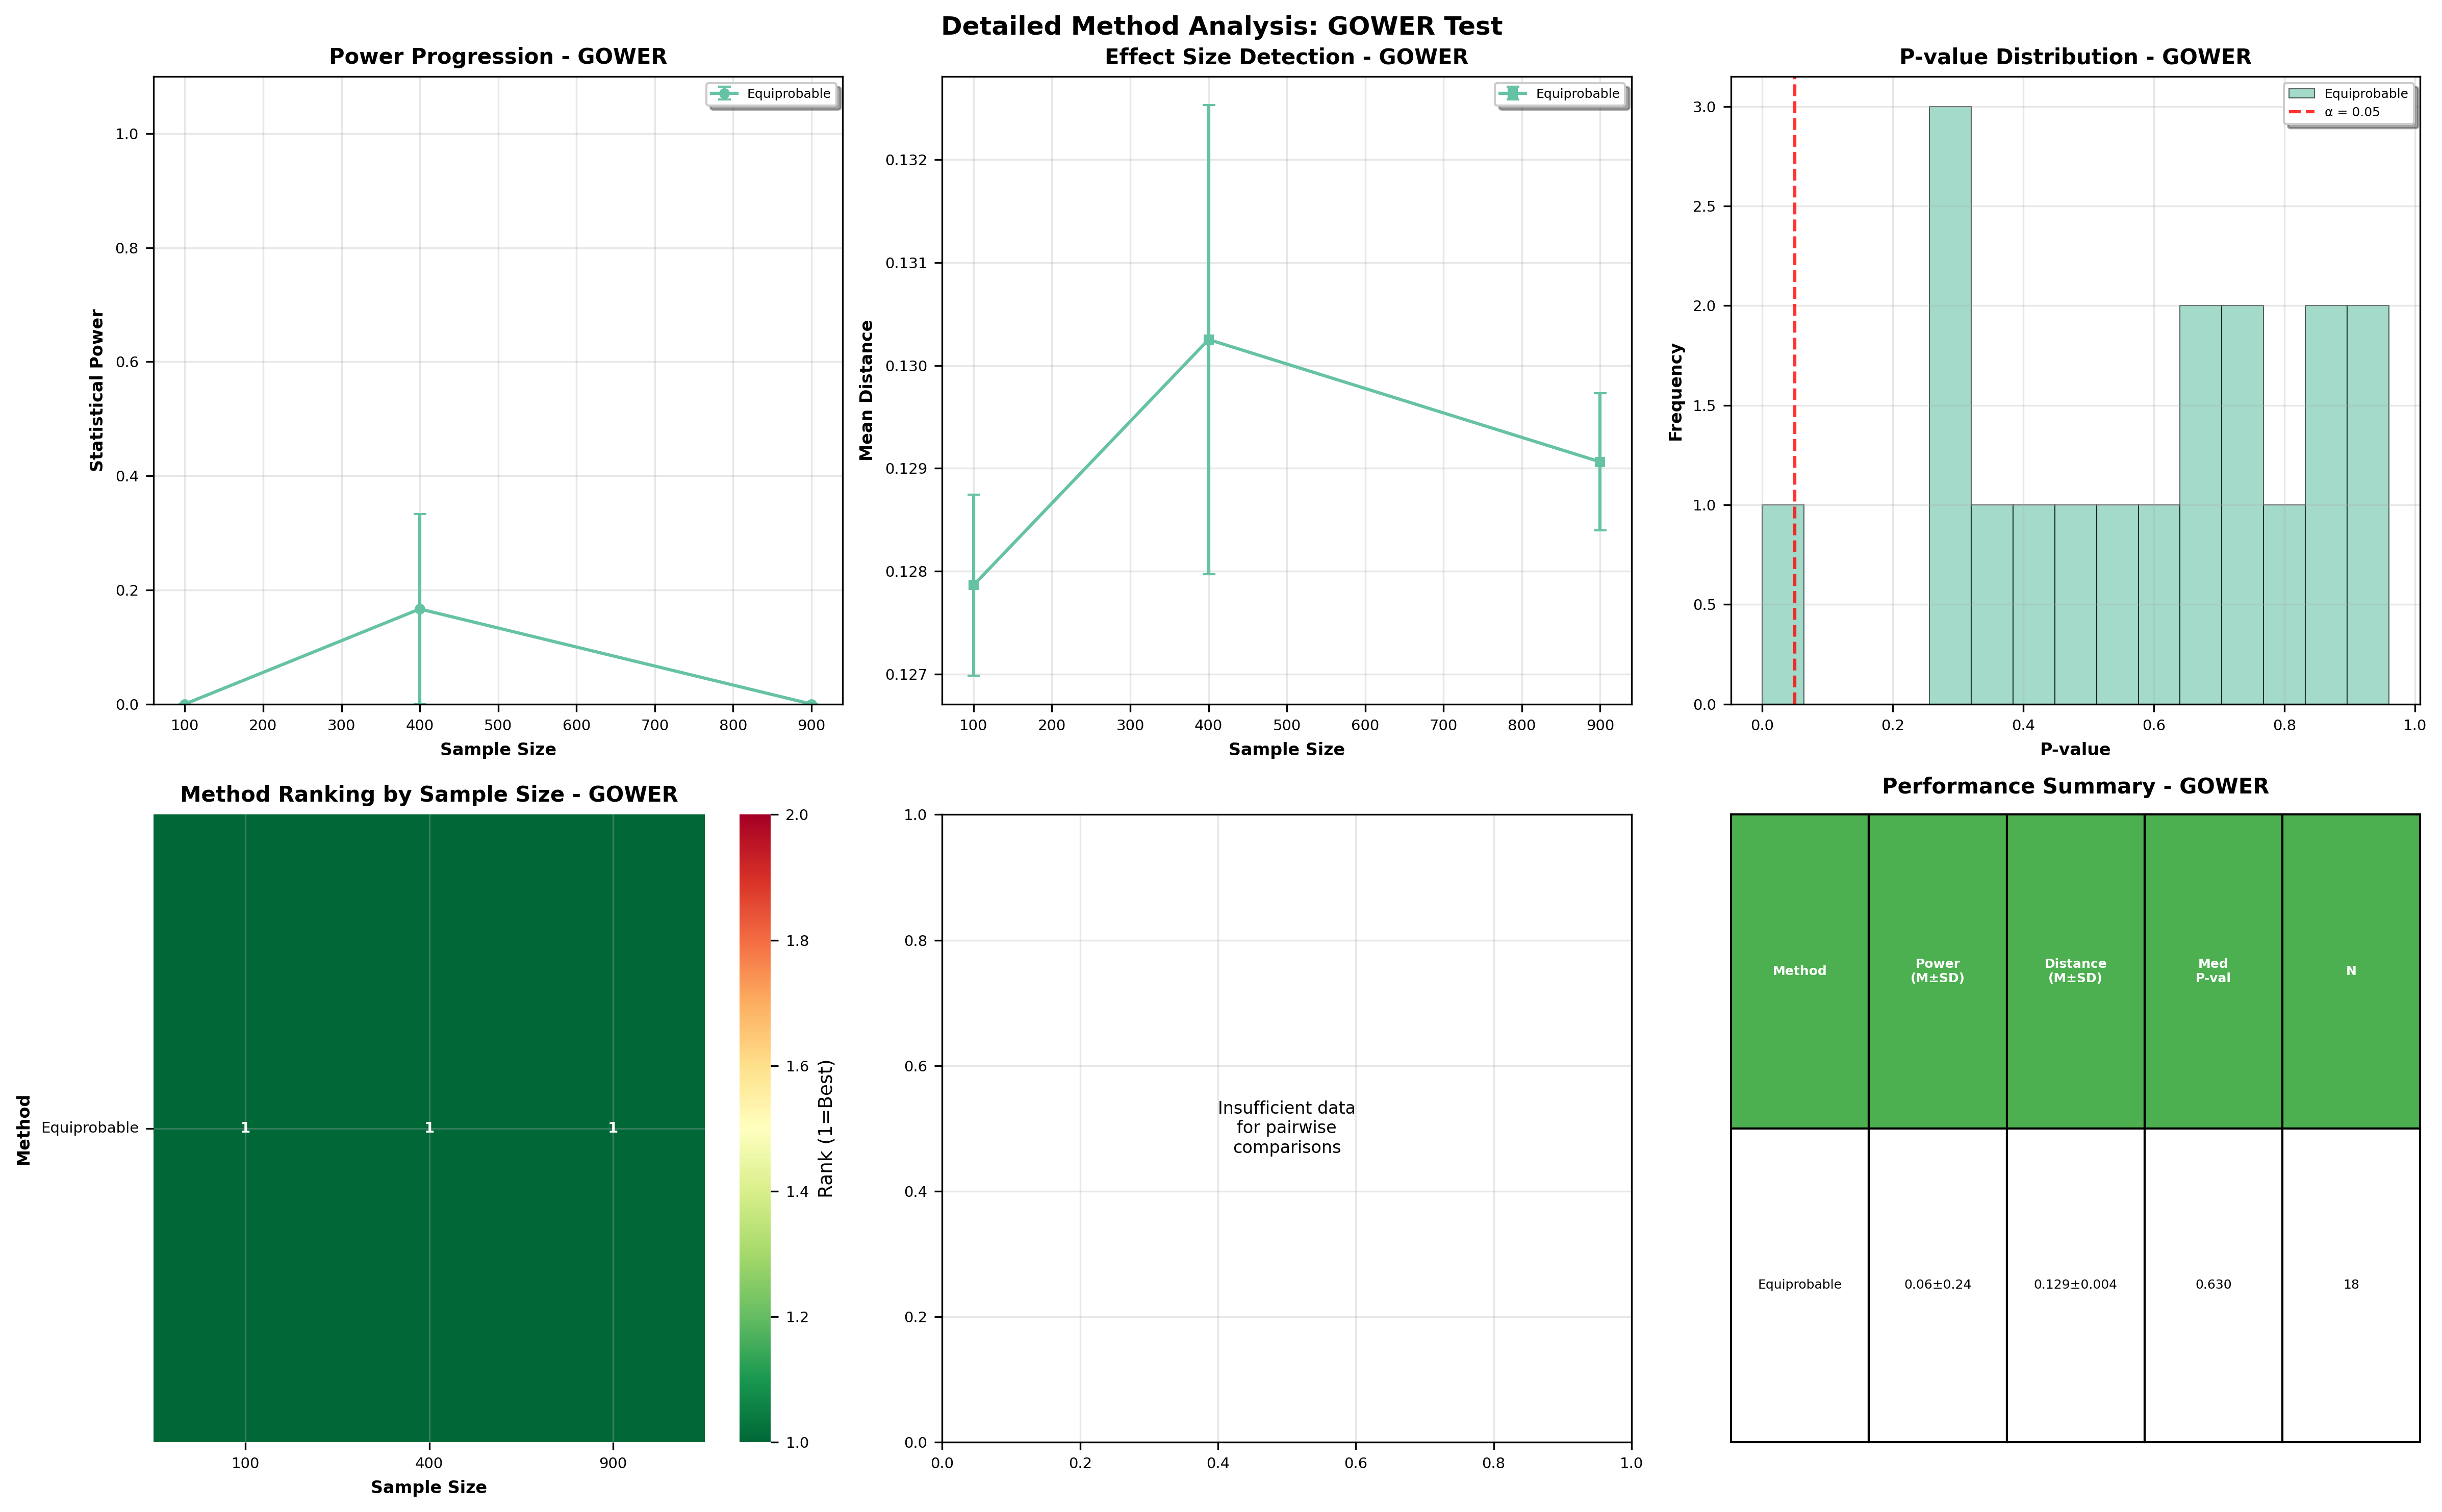 Detailed Method Analysis: GOWER Test
Power Progression - GOWER
Statistical Power
1.0
0.8
0.6
0.4
0.2
0.0
100 200 300 400 500 600 700 800 900
Sample Size
Equiprobable
Effect Size Detection - GOWER
Mean Distance
0.132
0.131
0.130
0.129
0.128
0.127
100 200 300 400 500 600 700 800 900
Sample Size
Equiprobable
P-value Distribution - GOWER
Frequency
3.0
2.5
2.0
1.5
1.0
0.5
0.0
0.0 0.2 0.4 0.6 0.8 1.0
P-value
Equiprobable
α = 0.05
Method Ranking by Sample Size - GOWER
Method
Equiprobable
1 1 1
100 400 900
Sample Size
2.0
1.8
1.6
1.4
1.2
1.0
Rank (1=Best)
1.0
0.8
0.6
0.4
0.2
0.0
0.0 0.2 0.4 0.6 0.8 1.0
Insufficient data
for pairwise
comparisons
Performance Summary - GOWER
Method
Power
(M±SD)
Distance
(M±SD)
Med
P-val
N
Equiprobable 0.06±0.24 0.129±0.004 0.630 18